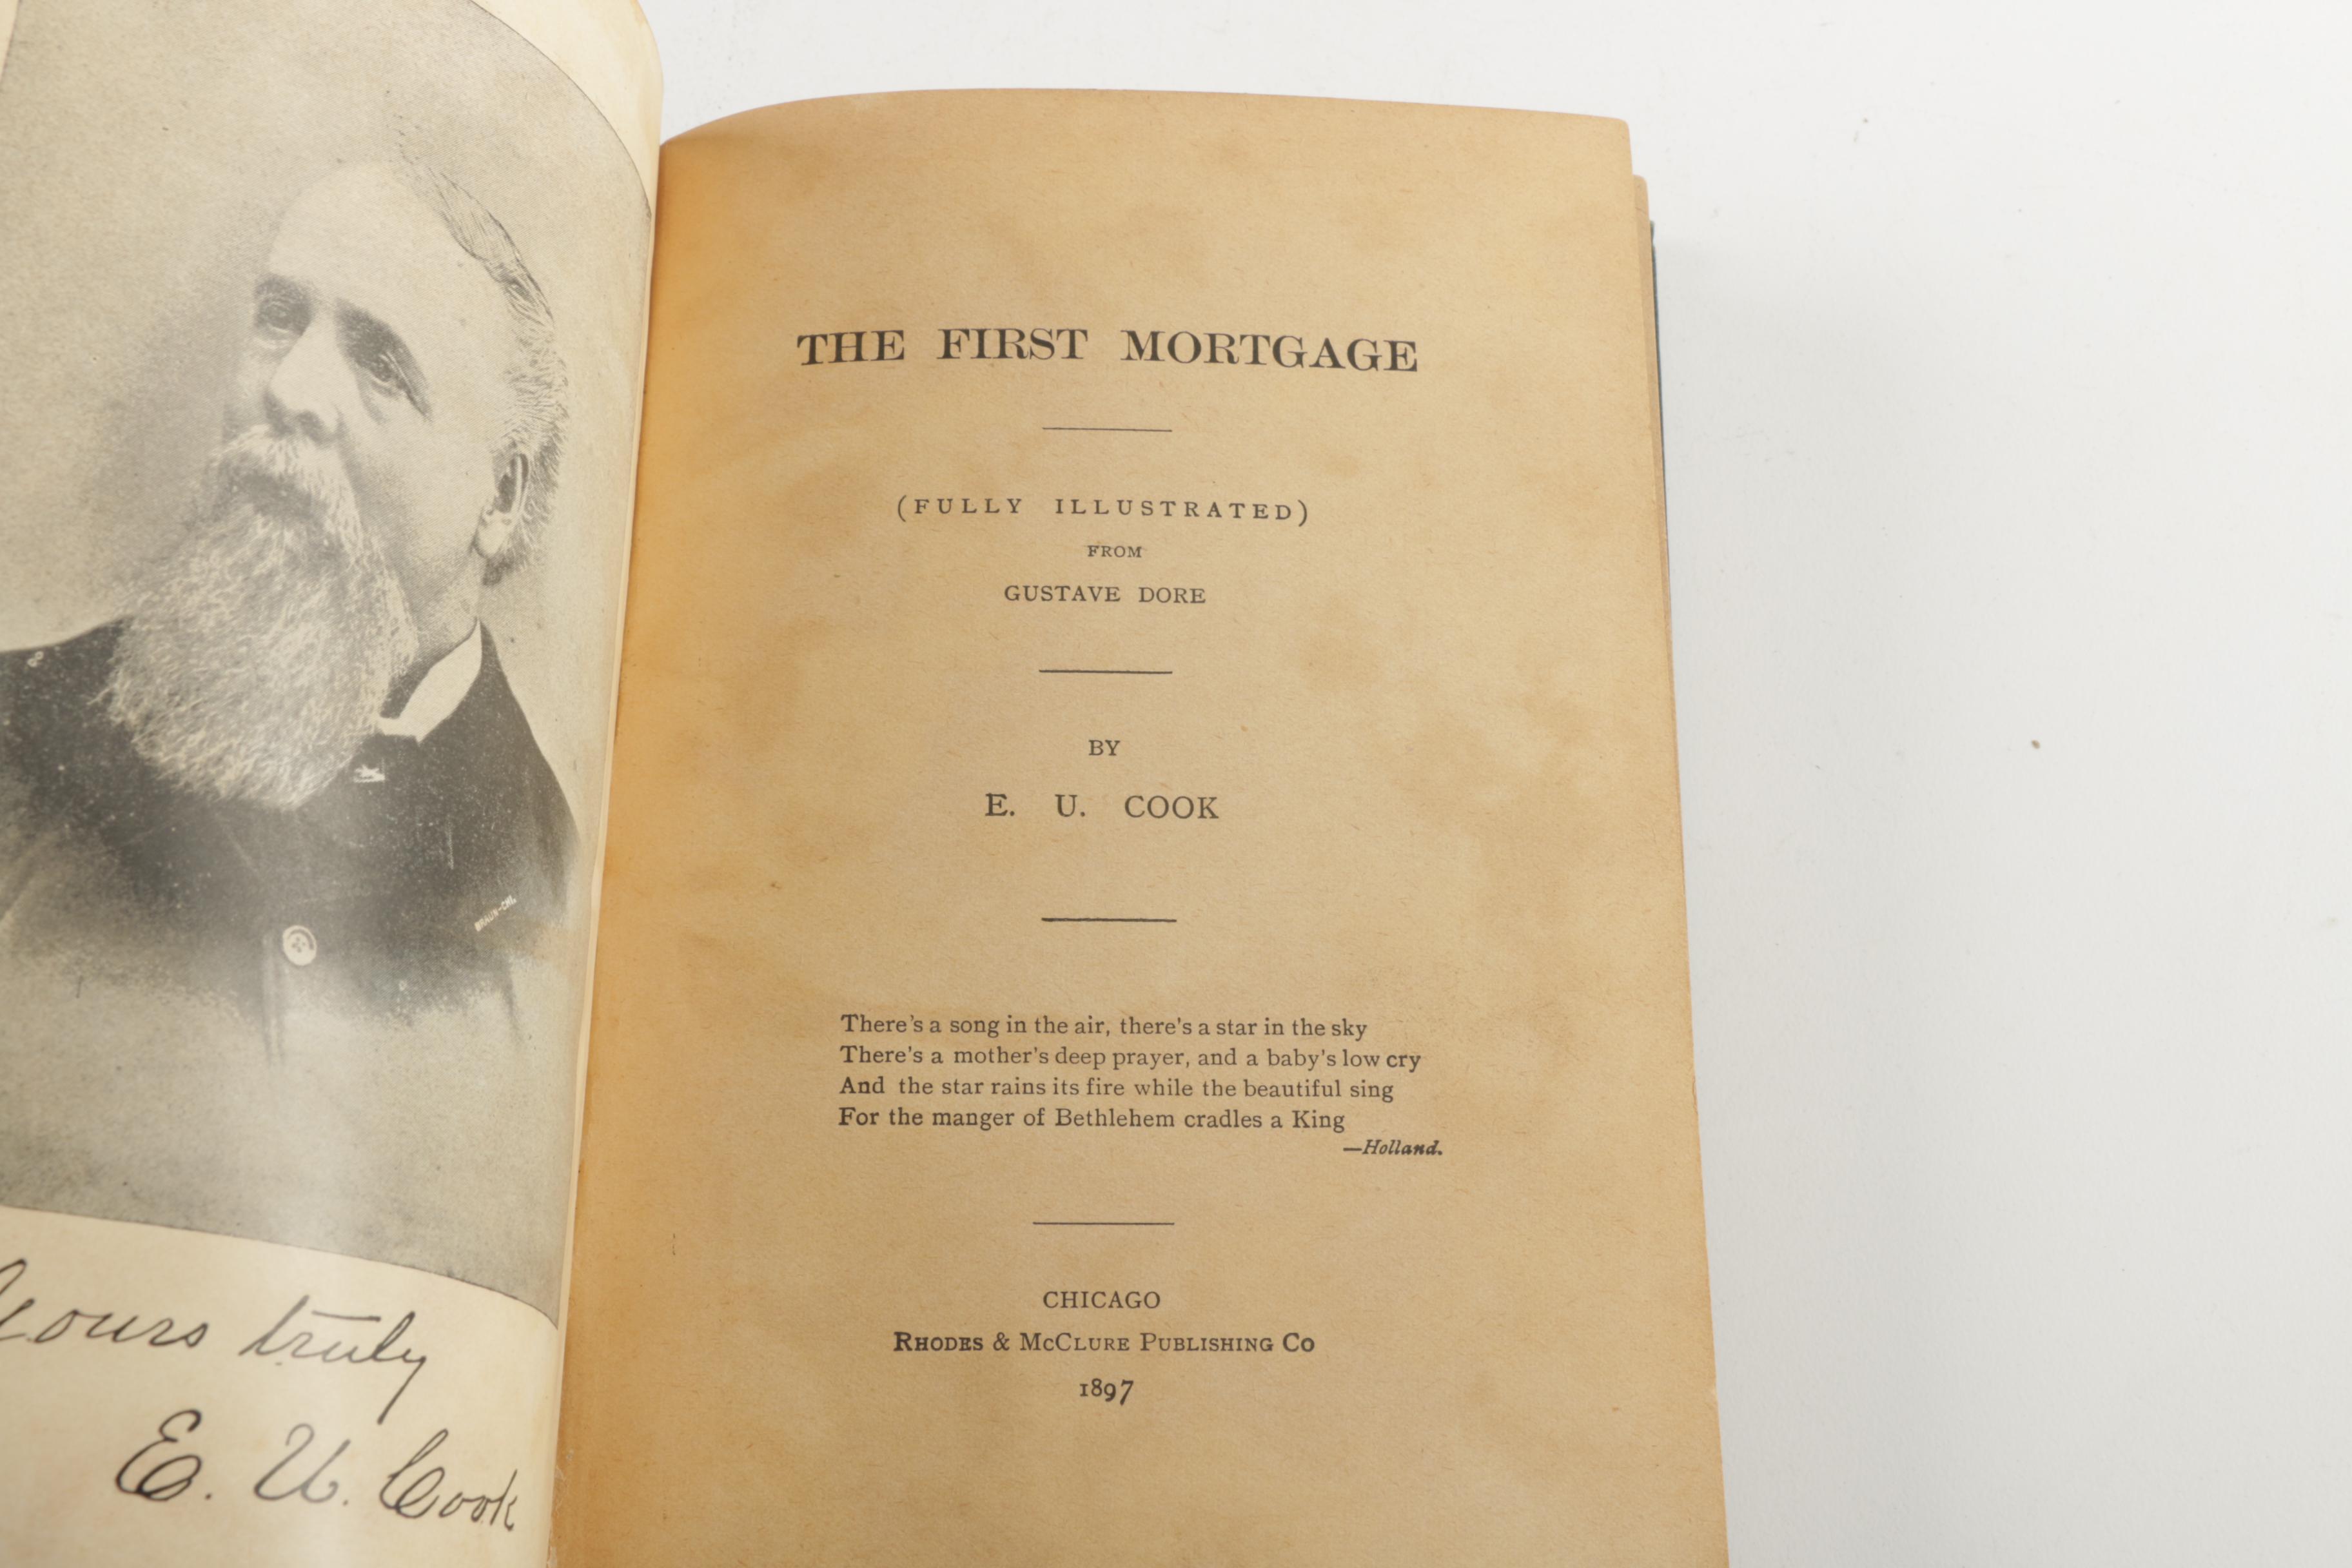 BRAUN-CHI.
Yours truly
E. U. Cook
THE FIRST MORTGAGE
(FULLY ILLUSTRATED)
FROM
GUSTAVE DORE
BY
E. U. COOK
There's a song in the air, there's a star in the sky
There's a mother's deep prayer, and a baby's low cry
And the star rains its fire while the beautiful sing
For the manger of Bethlehem cradles a King
—Holland.
CHICAGO
RHODES & MCCLURE PUBLISHING CO
1897